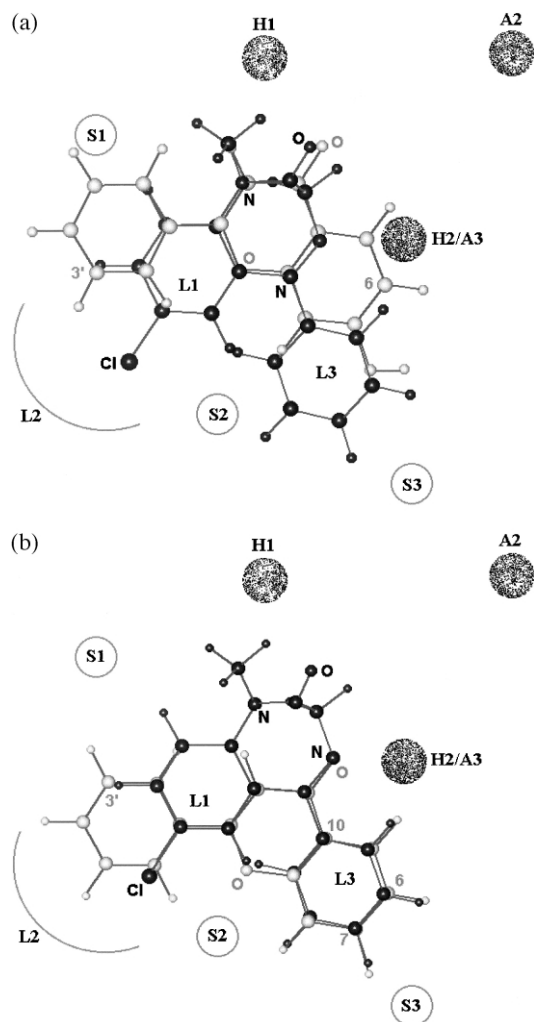 (a)
H1
A2
S1
O O
N
H2/A3
3'
O
L1
N
6
Cl
L3
L2
S2
S3
(b)
H1
A2
S1
O
N
N
H2/A3
O
3'
L1
10
O
L3
6
Cl
S2
7
L2
S3